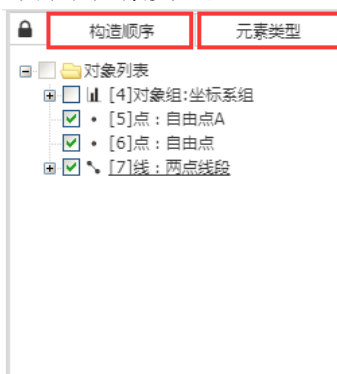 构造顺序 元素类型
对象列表
[4]对象组:坐标系组
[5]点：自由点A
[6]点：自由点
[7]线：两点线段